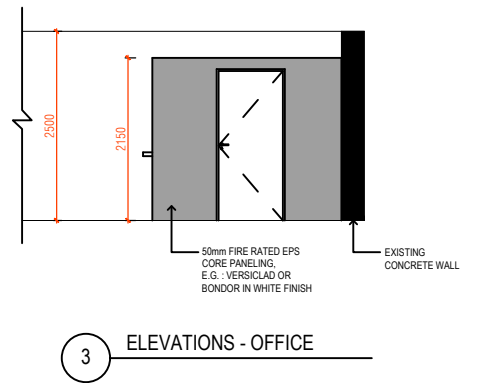 2500
2150
50mm FIRE RATED EPS
CORE PANELING,
E.G. : VERSICLAD OR
BONDOR IN WHITE FINISH
EXISTING
CONCRETE WALL
3
ELEVATIONS - OFFICE